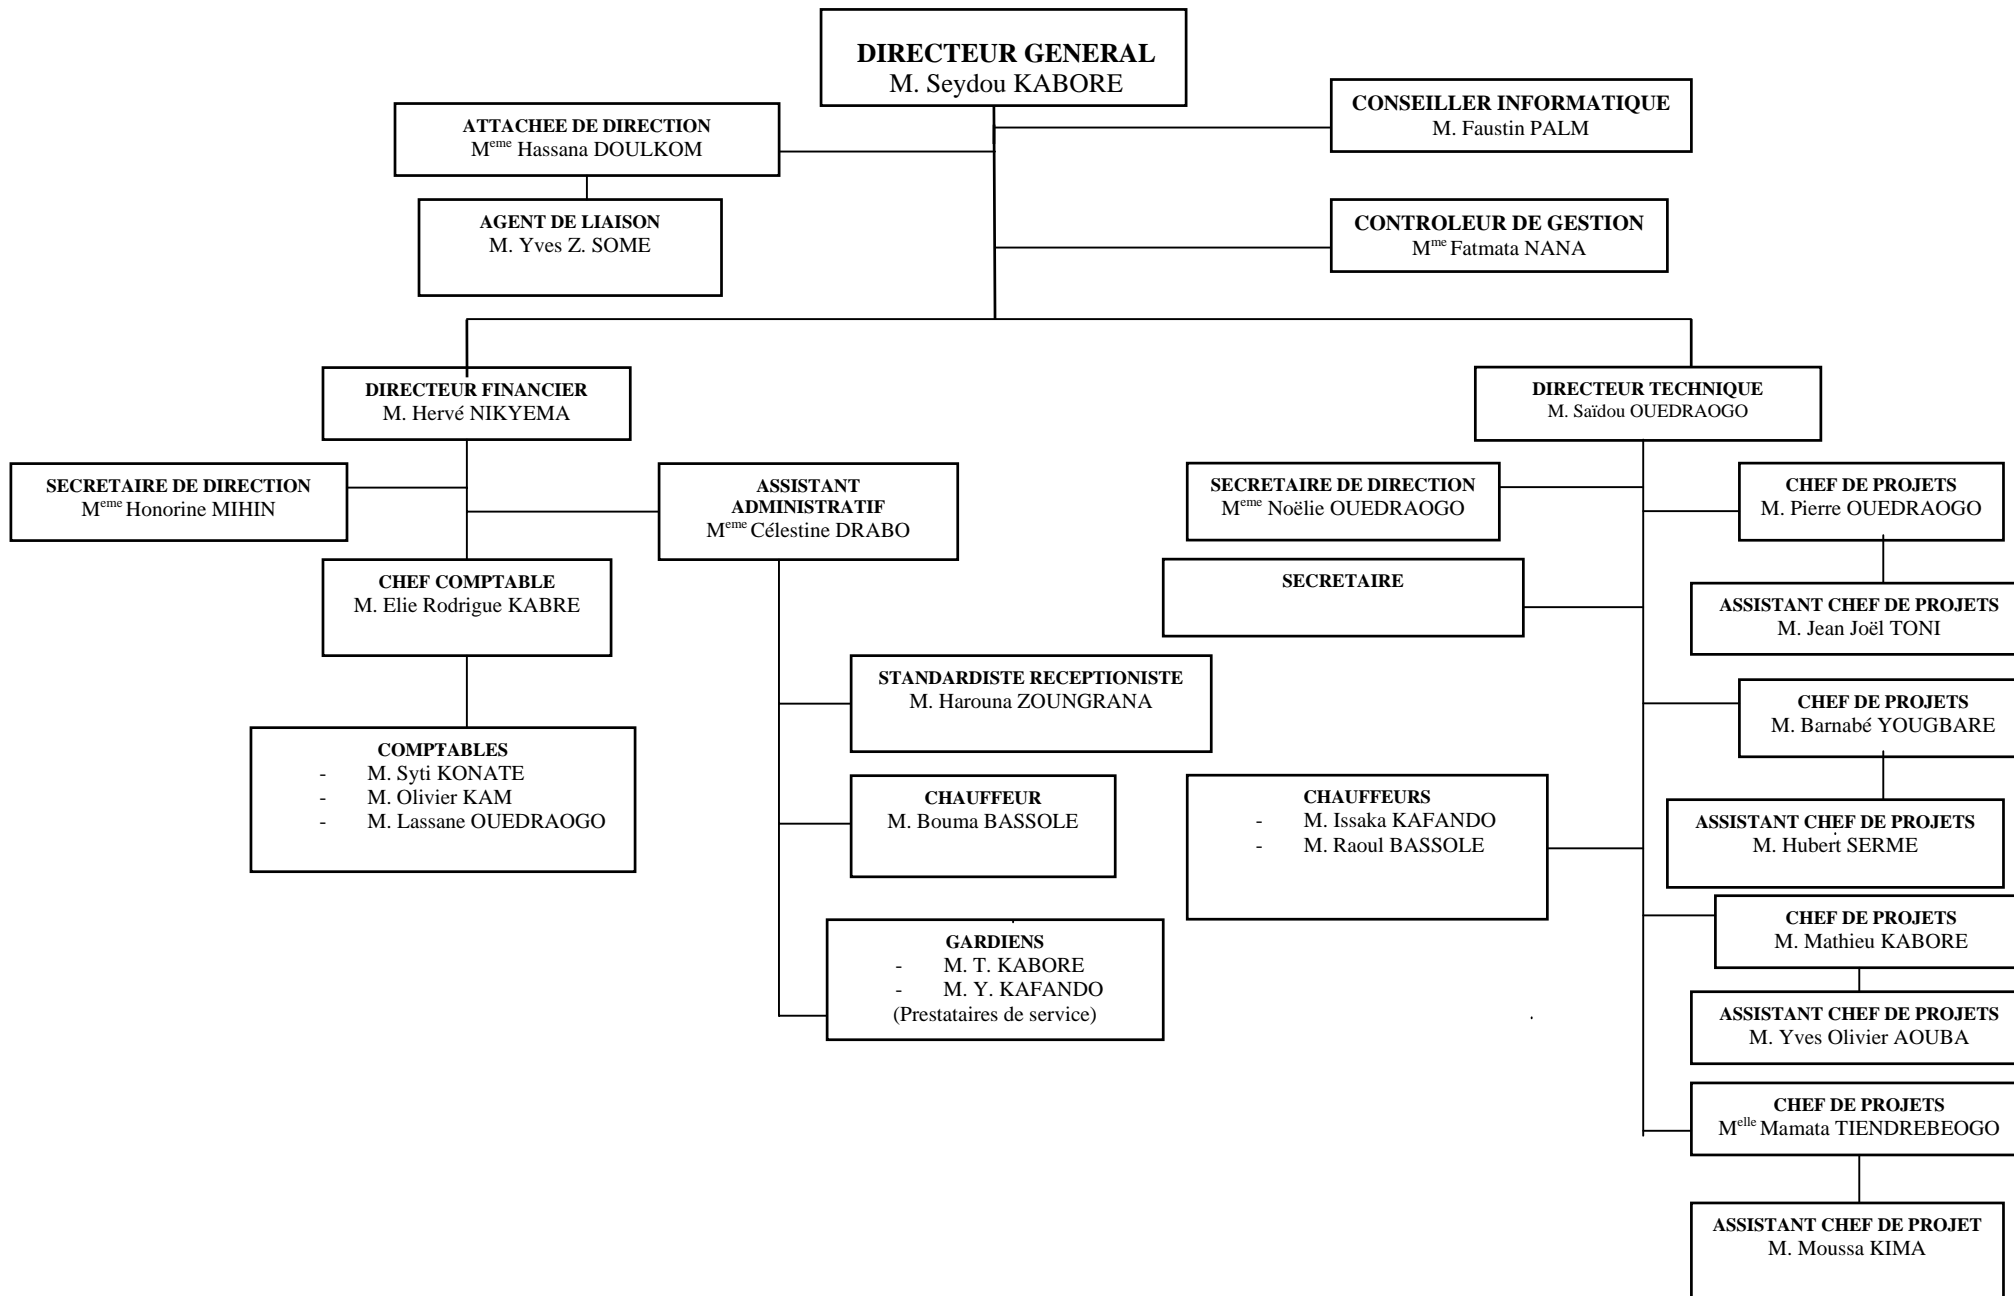 DIRECTEUR GENERAL
M. Seydou KABORE
ATTACHEE DE DIRECTION
Meme Hassana DOULKOM
AGENT DE LIAISON
M. Yves Z. SOME
CONSEILLER INFORMATIQUE
M. Faustin PALM
CONTROLEUR DE GESTION
Mme Fatmata NANA
DIRECTEUR FINANCIER
M. Hervé NIKYEMA
SECRETAIRE DE DIRECTION
Meme Honorine MIHIN
ASSISTANT
ADMINISTRATIF
Meme Célestine DRABO
CHEF COMPTABLE
M. Elie Rodrigue KABRE
COMPTABLES
- M. Syti KONATE
- M. Olivier KAM
- M. Lassane OUEDRAOGO
STANDARDISTE RECEPTIONISTE
M. Harouna ZOUNGRANA
CHAUFFEUR
M. Bouma BASSOLE
GARDIENS
- M. T. KABORE
- M. Y. KAFANDO
(Prestataires de service)
DIRECTEUR TECHNIQUE
M. Saïdou OUEDRAOGO
SECRETAIRE DE DIRECTION
Meme Noëlie OUEDRAOGO
SECRETAIRE
CHAUFFEURS
- M. Issaka KAFANDO
- M. Raoul BASSOLE
CHEF DE PROJETS
M. Pierre OUEDRAOGO
ASSISTANT CHEF DE PROJETS
M. Jean Joël TONI
CHEF DE PROJETS
M. Barnabé YOUGBARE
ASSISTANT CHEF DE PROJETS
M. Hubert SERME
CHEF DE PROJETS
M. Mathieu KABORE
ASSISTANT CHEF DE PROJETS
M. Yves Olivier AOUBA
CHEF DE PROJETS
Melle Mamata TIENDREBEOGO
ASSISTANT CHEF DE PROJET
M. Moussa KIMA